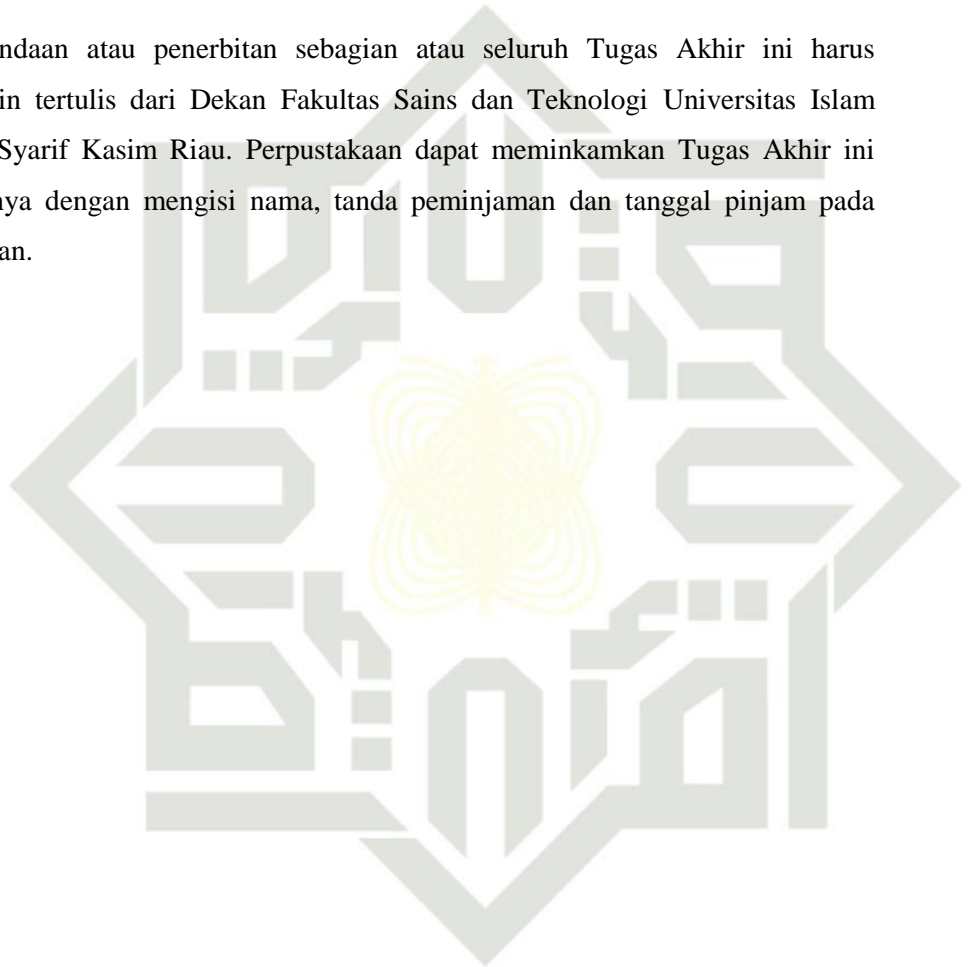 ndaan atau penerbitan sebagian atau seluruh Tugas Akhir ini harus
in tertulis dari Dekan Fakultas Sains dan Teknologi Universitas Islam
Syarif Kasim Riau. Perpustakaan dapat meminkamkan Tugas Akhir ini
nya dengan mengisi nama, tanda peminjaman dan tanggal pinjam pada
an.